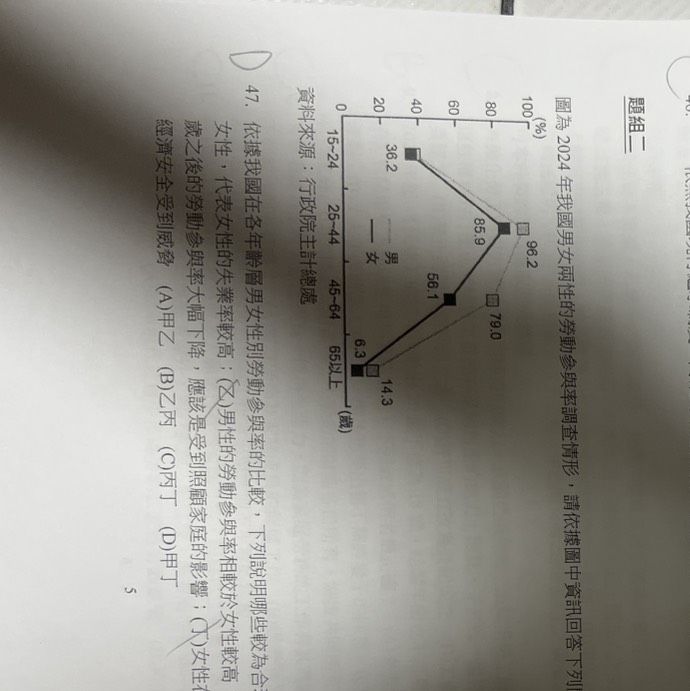 題組二
圖為 2024 年我國男女兩性的勞動參與率調查情形，請依據圖中資訊回答下列
100 (%)
80
60
40
20
0
96.2
85.9
79.0
56.1
36.2
14.3
6.3
男
女
15~24 25~44 45~64 65以上 (歲)
資料來源：行政院主計總處
47. 依據我國在各年齡層男女性別勞動參與率的比較，下列說明哪些較為合
女性，代表女性的失業率較高；(乙)男性的勞動參與率相較於女性較高
歲之後的勞動參與率大幅下降，應該是受到照顧家庭的影響；(丁)女性在
經濟安全受到威脅 (A)甲乙 (B)乙丙 (C)丙丁 (D)甲丁
5